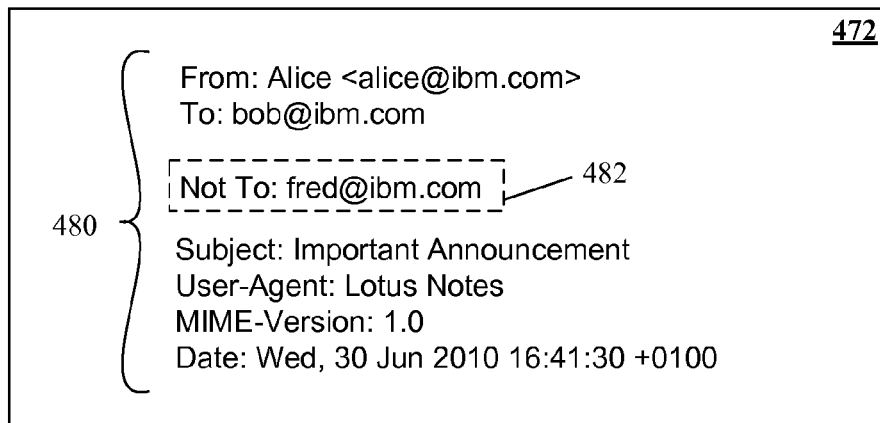 472
From: Alice <alice@ibm.com>
To: bob@ibm.com
Not To: fred@ibm.com
482
480
Subject: Important Announcement
User-Agent: Lotus Notes
MIME-Version: 1.0
Date: Wed, 30 Jun 2010 16:41:30 +0100